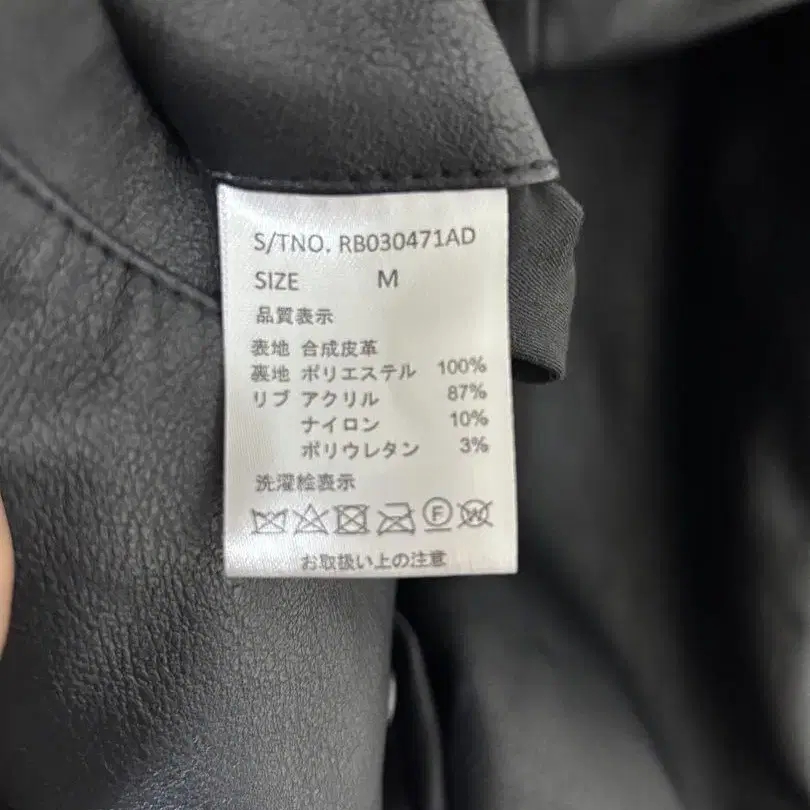 S/TNO. RB030471AD
SIZE M
品質表示
表地 合成皮革
裏地 ポリエステル 100%
リブ アクリル 87%
ナイロン 10%
ポリウレタン 3%
洗濯絵表示
F W
お取扱い上の注意